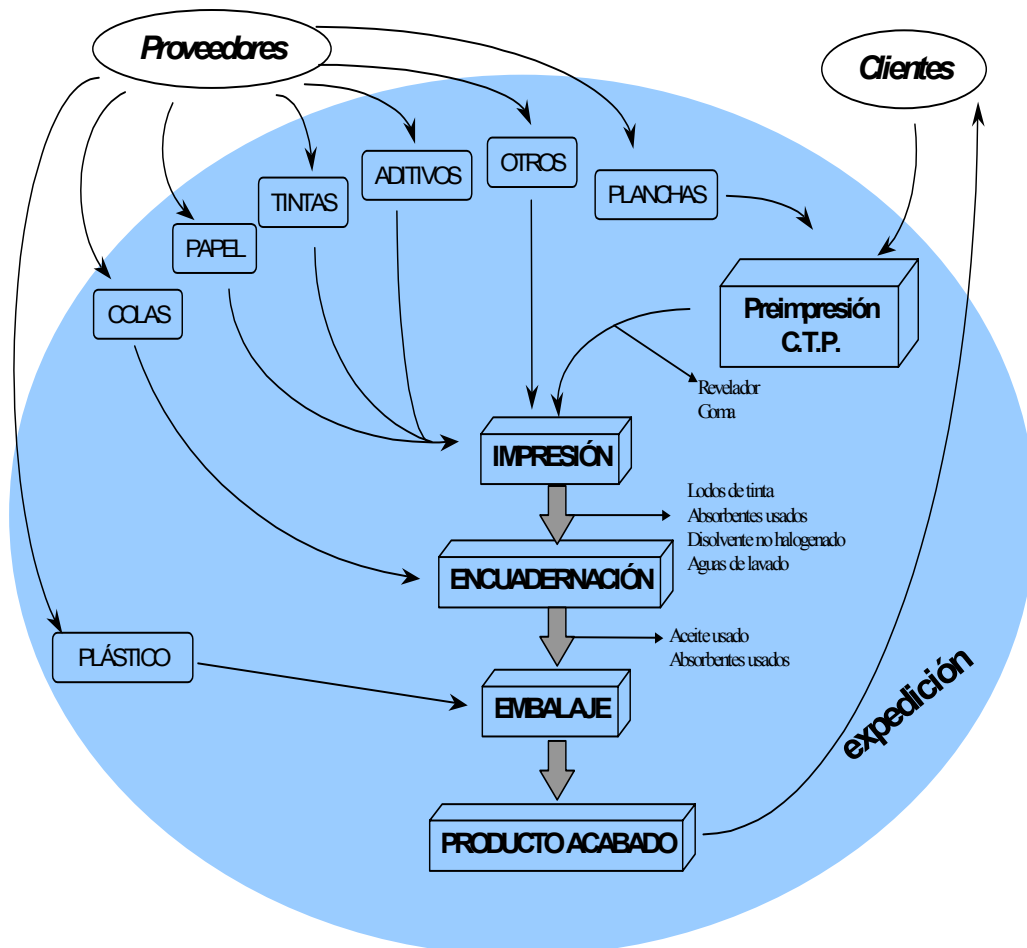 Proveedores
Clientes
OTROS
ADITIVOS
TINTAS
PLANCHAS
PAPEL
COLAS
Preimpresión
C.T.P.
Revelador
Goma
IMPRESIÓN
Lodos de tinta
Absorbentes usados
Disolvente no halogenado
Aguas de lavado
ENCUADERNACIÓN
Aceite usado
Absorbentes usados
PLÁSTICO
EMBALAJE
expedición
PRODUCTO ACABADO